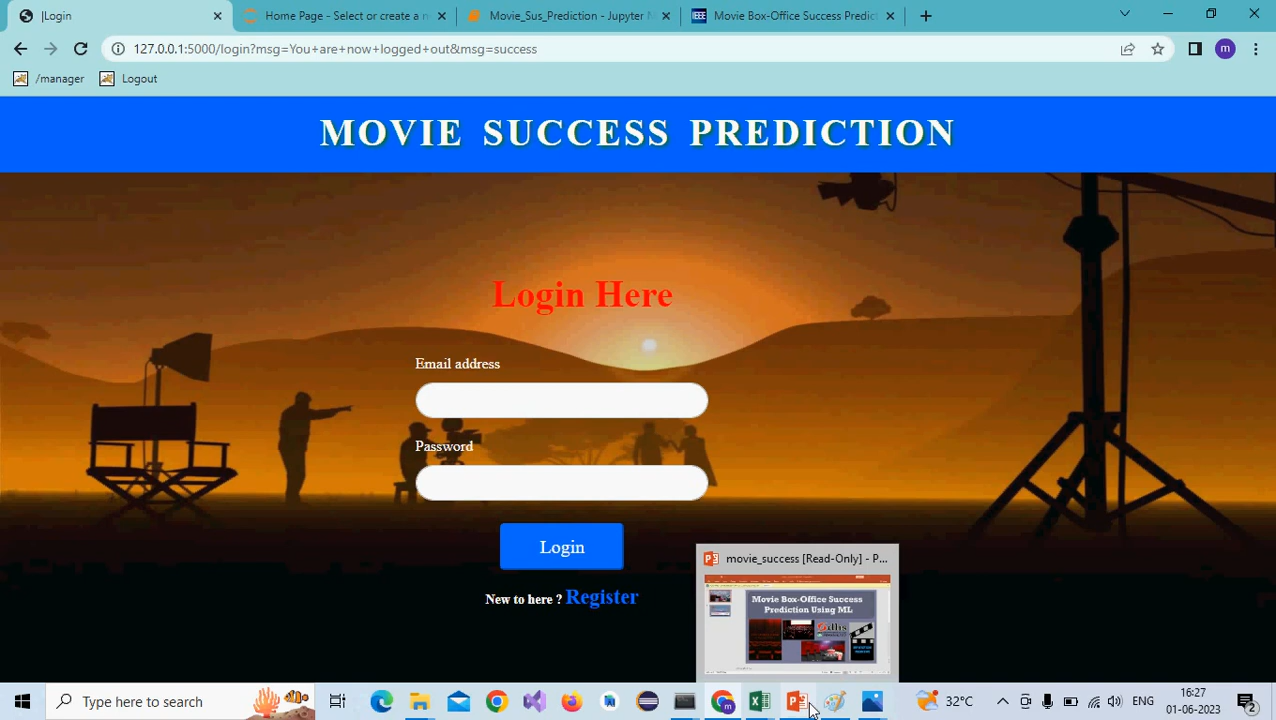 |Login
Home Page - Select or create a n
Movie_Sus_Prediction - Jupyter
IEEE
Movie Box-Office Success Predic
127.0.0.1:5000/login?msg=You+are+now+logged+out&msg=success
m
/manager
Logout
MOVIE SUCCESS PREDICTION
Login Here
Email address
Password
Login
New to here ? Register
movie_success [Read-Only] - P...
Movie Box-Office Success
Prediction Using ML
Type here to search
32°C
ENG
16:27
01-06-2023
2